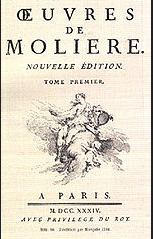 ŒUVRES
DE
MOLIERE.
NOUVELLE ÉDITION.
TOME PREMIER.
A PARIS.
M. DCC. XXXIV.
AVEC PRIVILEGE DU ROY.